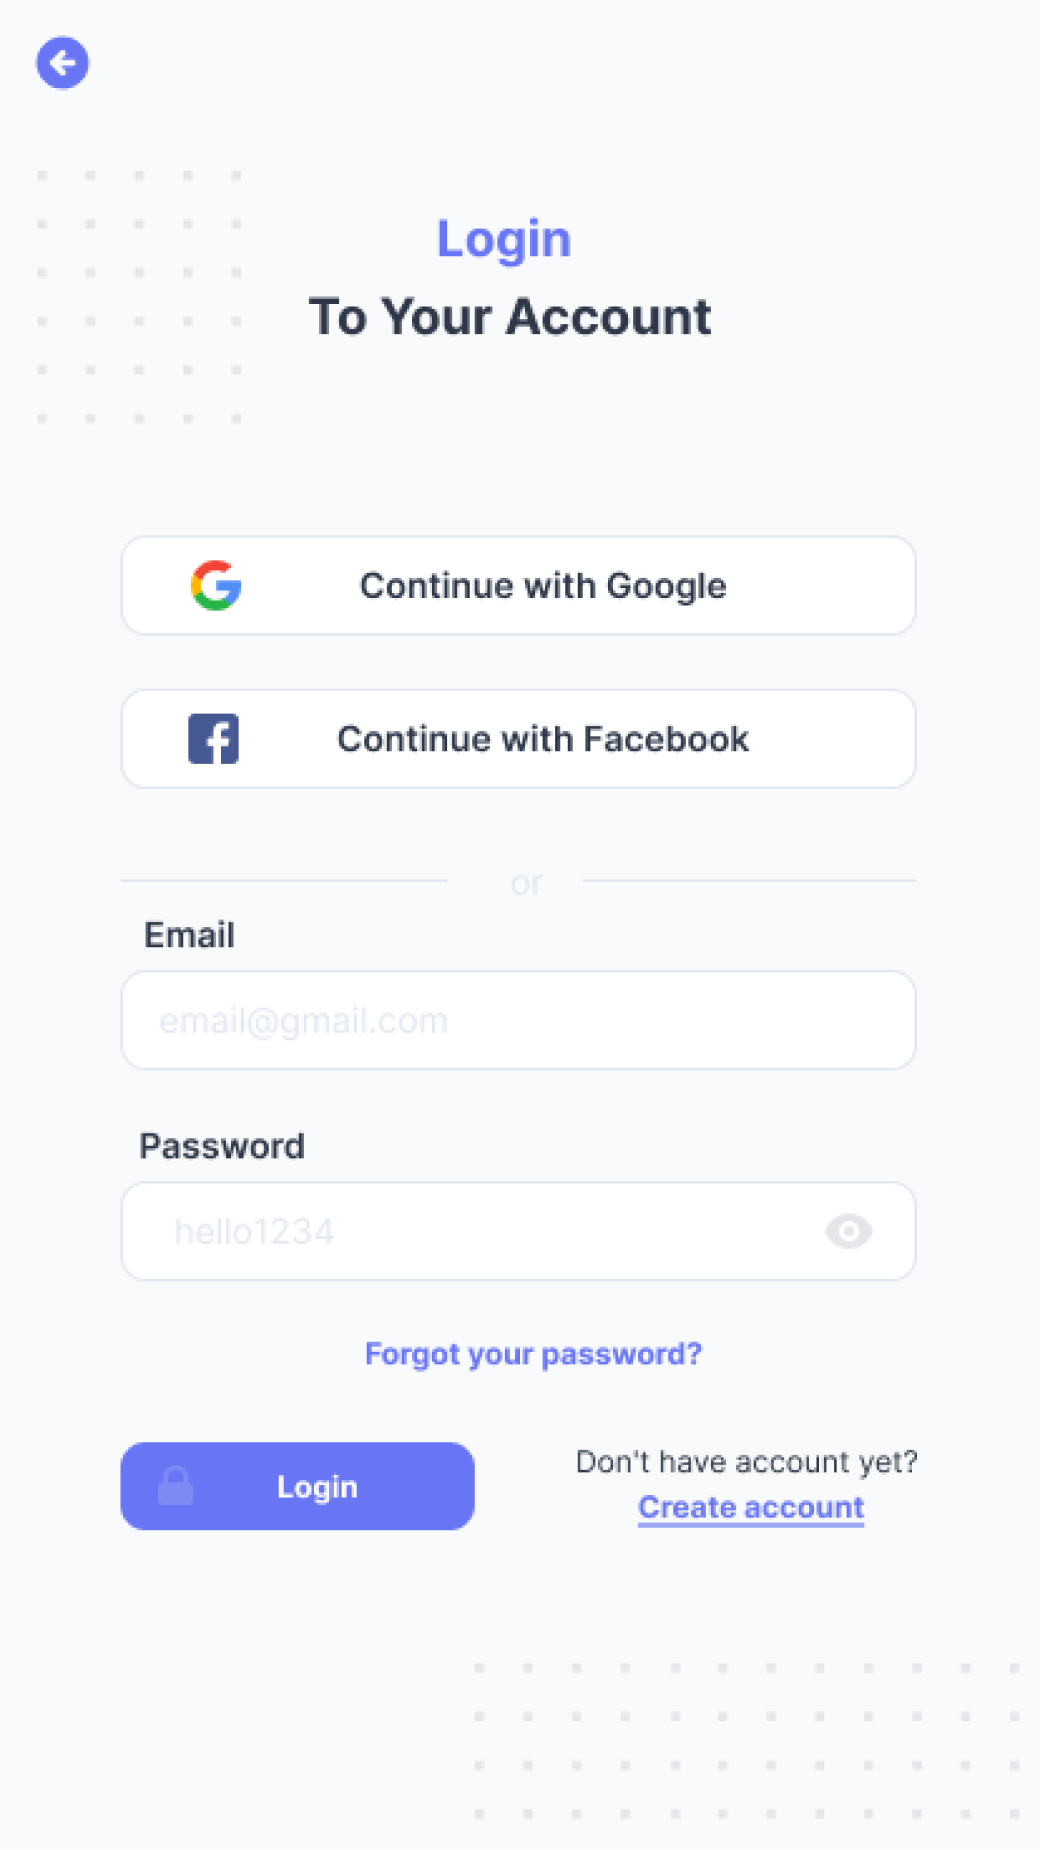 Login
To Your Account
Continue with Google
Continue with Facebook
or
Email
email@gmail.com
Password
hello1234
Forgot your password?
Login
Don't have account yet?
Create account